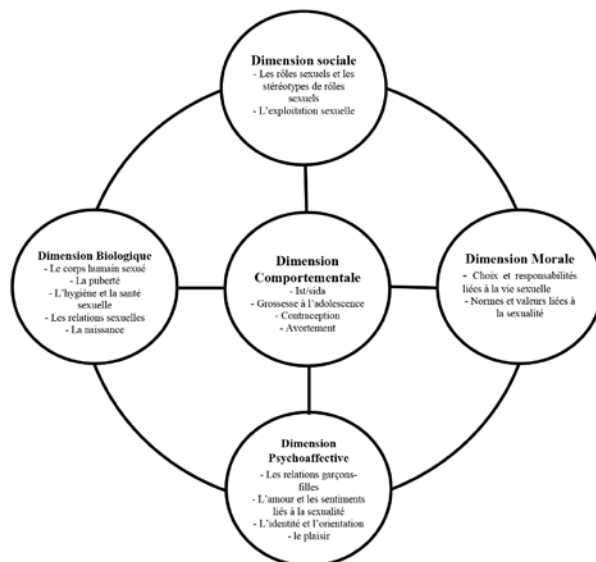 Dimension sociale
- Les rôles sexuels et les
stéréotypes de rôles
sexuels
- L'exploitation sexuelle
Dimension Biologique
- Le corps humain sexué
- La puberté
- L'hygiène et la santé
sexuelle
- Les relations sexuelles
- La naissance
Dimension
Comportementale
- Ist/sida
- Grossesse à l'adolescence
- Contraception
- Avortement
Dimension Morale
- Choix et responsabilités
liées à la vie sexuelle
- Normes et valeurs liées à
la sexualité
Dimension
Psychoaffective
- Les relations garçons-
filles
- L'amour et les sentiments
liés à la sexualité
- L'identité et l'orientation
- le plaisir